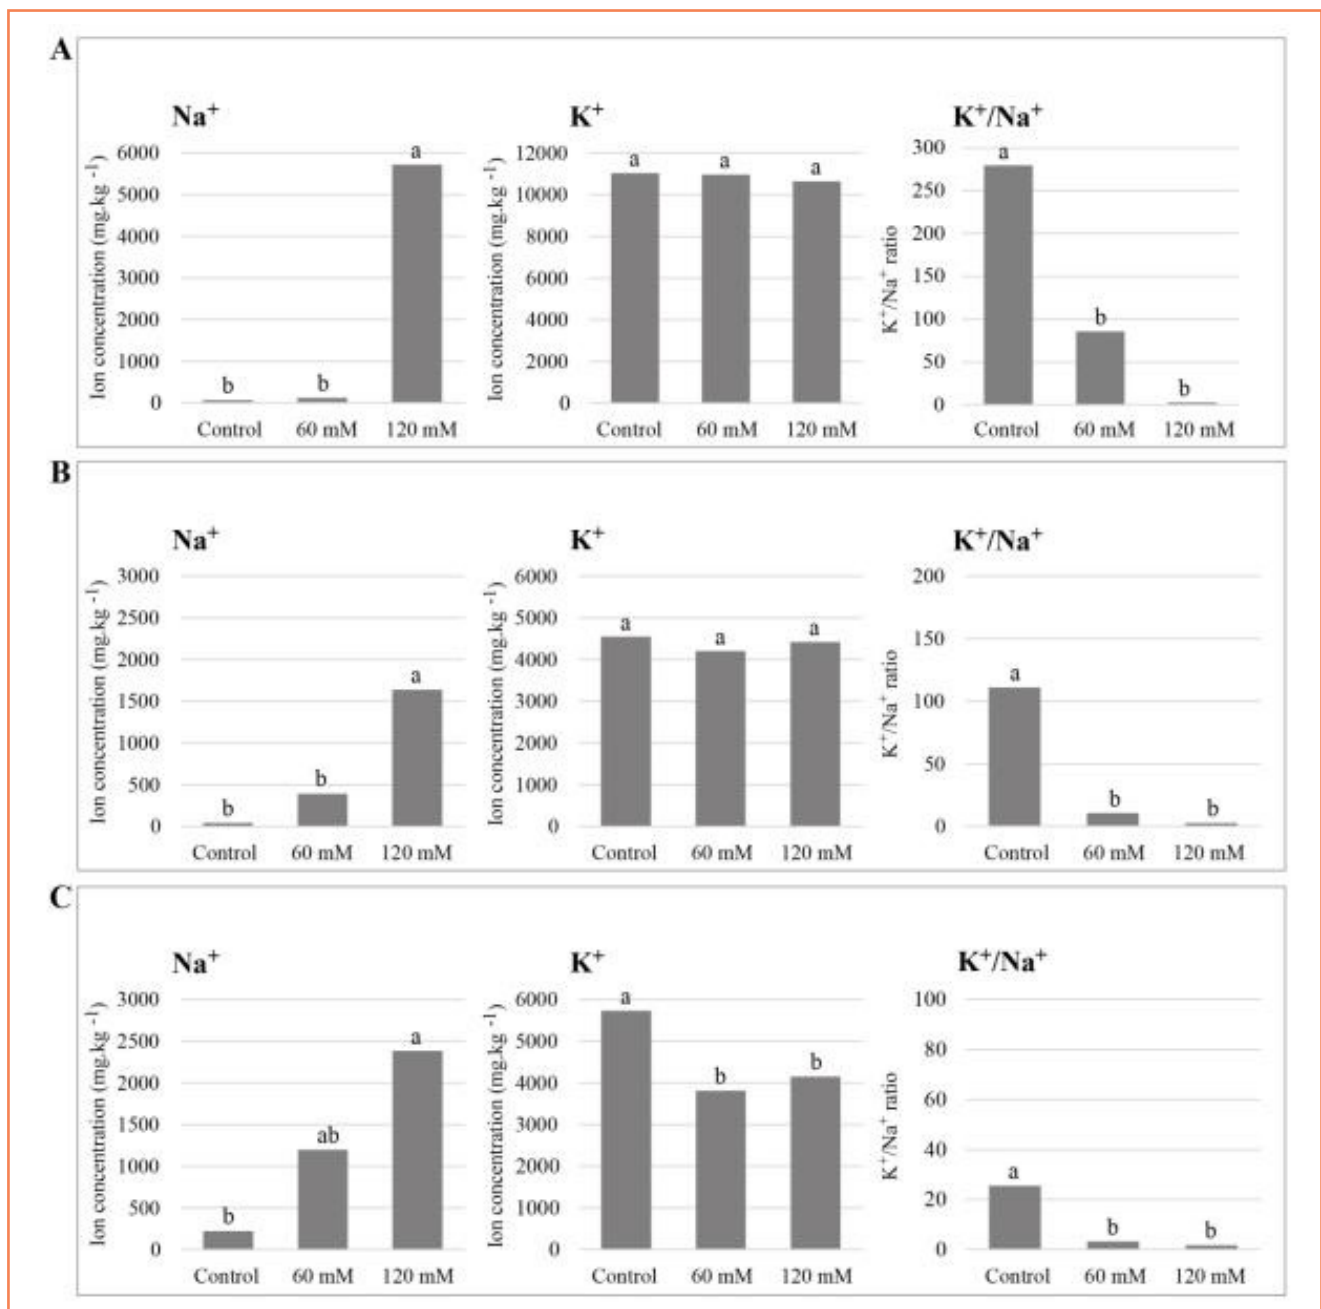 A
Na⁺
K⁺
K⁺/Na⁺
Ion concentration (mg.kg ⁻¹)
6000
5000
4000
3000
2000
1000
0
b
b
a
Control
60 mM
120 mM
Ion concentration (mg.kg ⁻¹)
12000
10000
8000
6000
4000
2000
0
a
a
a
Control
60 mM
120 mM
K⁺/Na⁺ ratio
300
250
200
150
100
50
0
a
b
b
Control
60 mM
120 mM
B
Na⁺
K⁺
K⁺/Na⁺
Ion concentration (mg.kg ⁻¹)
3000
2500
2000
1500
1000
500
0
b
b
a
Control
60 mM
120 mM
Ion concentration (mg.kg ⁻¹)
6000
5000
4000
3000
2000
1000
0
a
a
a
Control
60 mM
120 mM
K⁺/Na⁺ ratio
200
150
100
50
0
a
b
b
Control
60 mM
120 mM
C
Na⁺
K⁺
K⁺/Na⁺
Ion concentration (mg.kg ⁻¹)
3000
2500
2000
1500
1000
500
0
b
ab
a
Control
60 mM
120 mM
Ion concentration (mg.kg ⁻¹)
6000
5000
4000
3000
2000
1000
0
a
b
b
Control
60 mM
120 mM
K⁺/Na⁺ ratio
100
80
60
40
20
0
a
b
b
Control
60 mM
120 mM